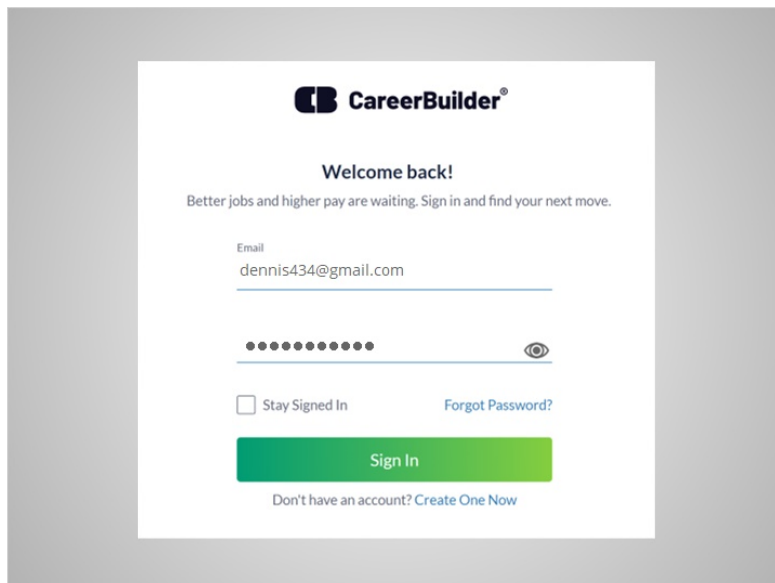 CareerBuilder®
Welcome back!
Better jobs and higher pay are waiting. Sign in and find your next move.
Email
dennis434@gmail.com
●●●●●●●●●●●
Stay Signed In Forgot Password?
Sign In
Don't have an account? Create One Now